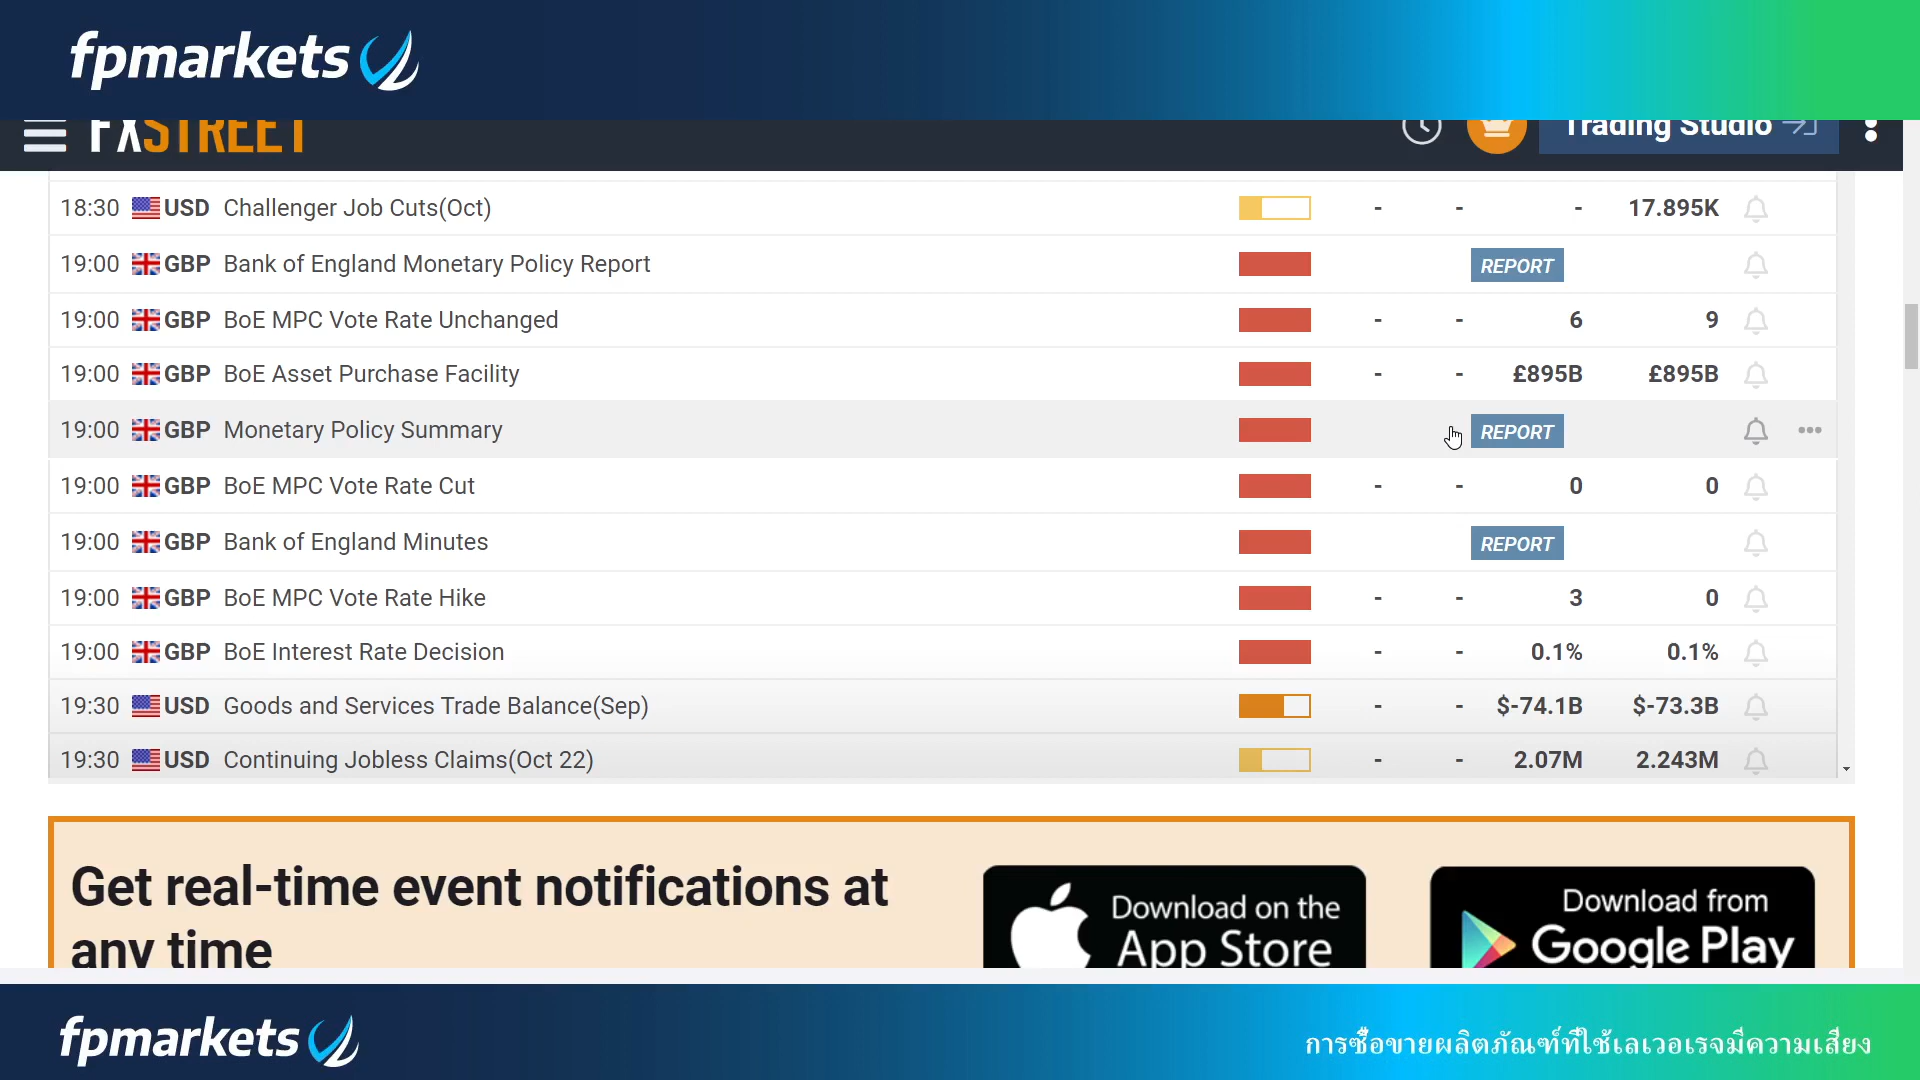 fpmarkets
FXSTREET
Trading Studio
18:30 USD Challenger Job Cuts(Oct) - - - 17.895K
19:00 GBP Bank of England Monetary Policy Report REPORT
19:00 GBP BoE MPC Vote Rate Unchanged - - 6 9
19:00 GBP BoE Asset Purchase Facility - - £895B £895B
19:00 GBP Monetary Policy Summary REPORT
19:00 GBP BoE MPC Vote Rate Cut - - 0 0
19:00 GBP Bank of England Minutes REPORT
19:00 GBP BoE MPC Vote Rate Hike - - 3 0
19:00 GBP BoE Interest Rate Decision - - 0.1% 0.1%
19:30 USD Goods and Services Trade Balance(Sep) - - $-74.1B $-73.3B
19:30 USD Continuing Jobless Claims(Oct 22) - - 2.07M 2.243M
Get real-time event notifications at
any time
Download on the
App Store
Download from
Google Play
fpmarkets
การซื้อขายผลิตภัณฑ์ที่ใช้เลเวอเรจมีความเสี่ยง